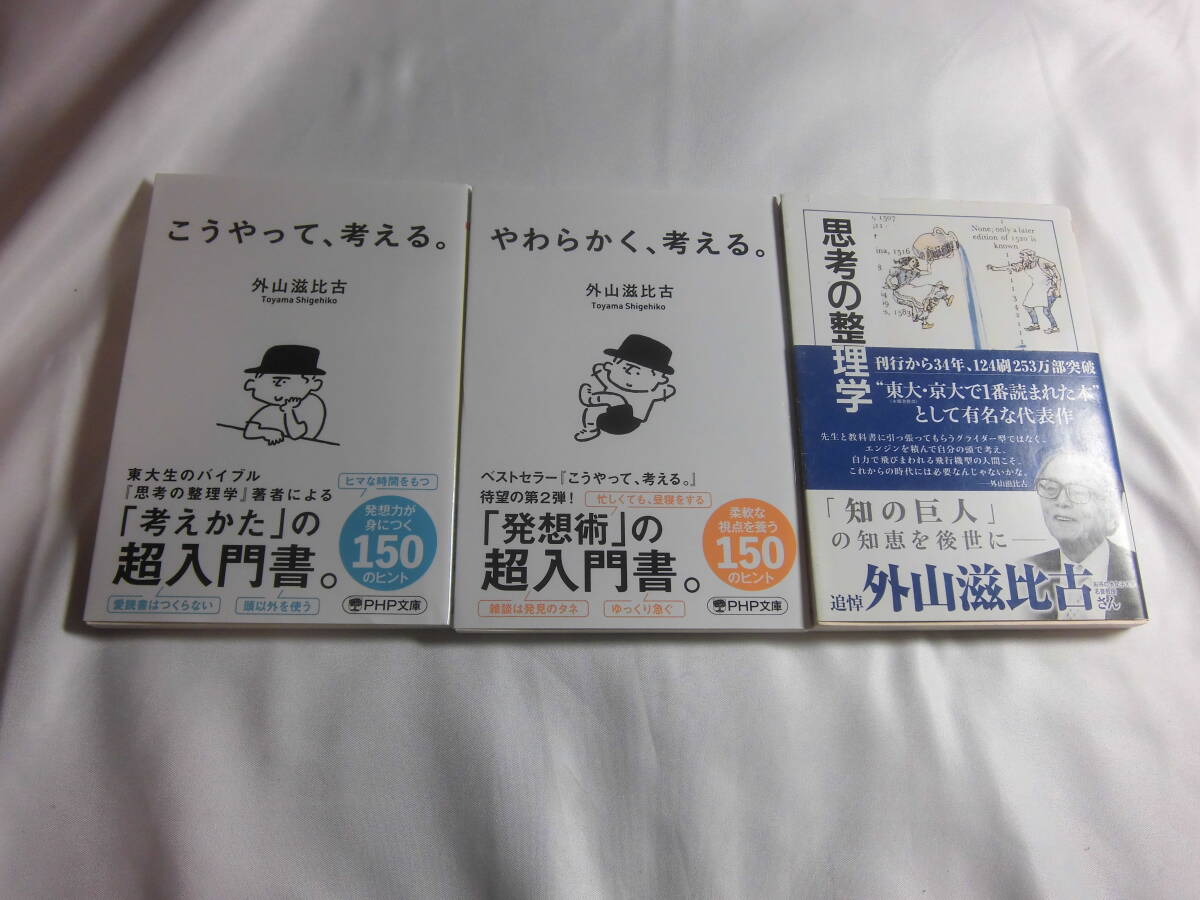 こうやって、考える。
外山滋比古
Toyama Shigehiko
東大生のバイブル
『思考の整理学』著者による
「考えかた」の
超入門書。
ヒマな時間をもつ
発想力が
身につく
150
のヒント
愛読書はつくらない
頭以外を使う
PHP文庫
やわらかく、考える。
外山滋比古
Toyama Shigehiko
ベストセラー『こうやって、考える。』
待望の第2弾!
忙しくても、昼寝をする
「発想術」の
超入門書。
柔軟な
視点を養う
150
のヒント
雑談は発見のタネ
ゆっくり急ぐ
PHP文庫
思考の整理学
1507
ina, 1516
s, 1583
None; only a later
edition of 1520 is
known
刊行から34年、124刷253万部突破
“東大・京大で1番読まれた本”
として有名な代表作
先生と教科書に引っ張ってもらうグライダー型ではなく、
エンジンを積んで自分の頭で考え、
自力で飛びまわれる飛行機型の人間こそ、
これからの時代には必要なんじゃないかな。
──外山滋比古
「知の巨人」
の知恵を後世に──
追悼 外山滋比古さん